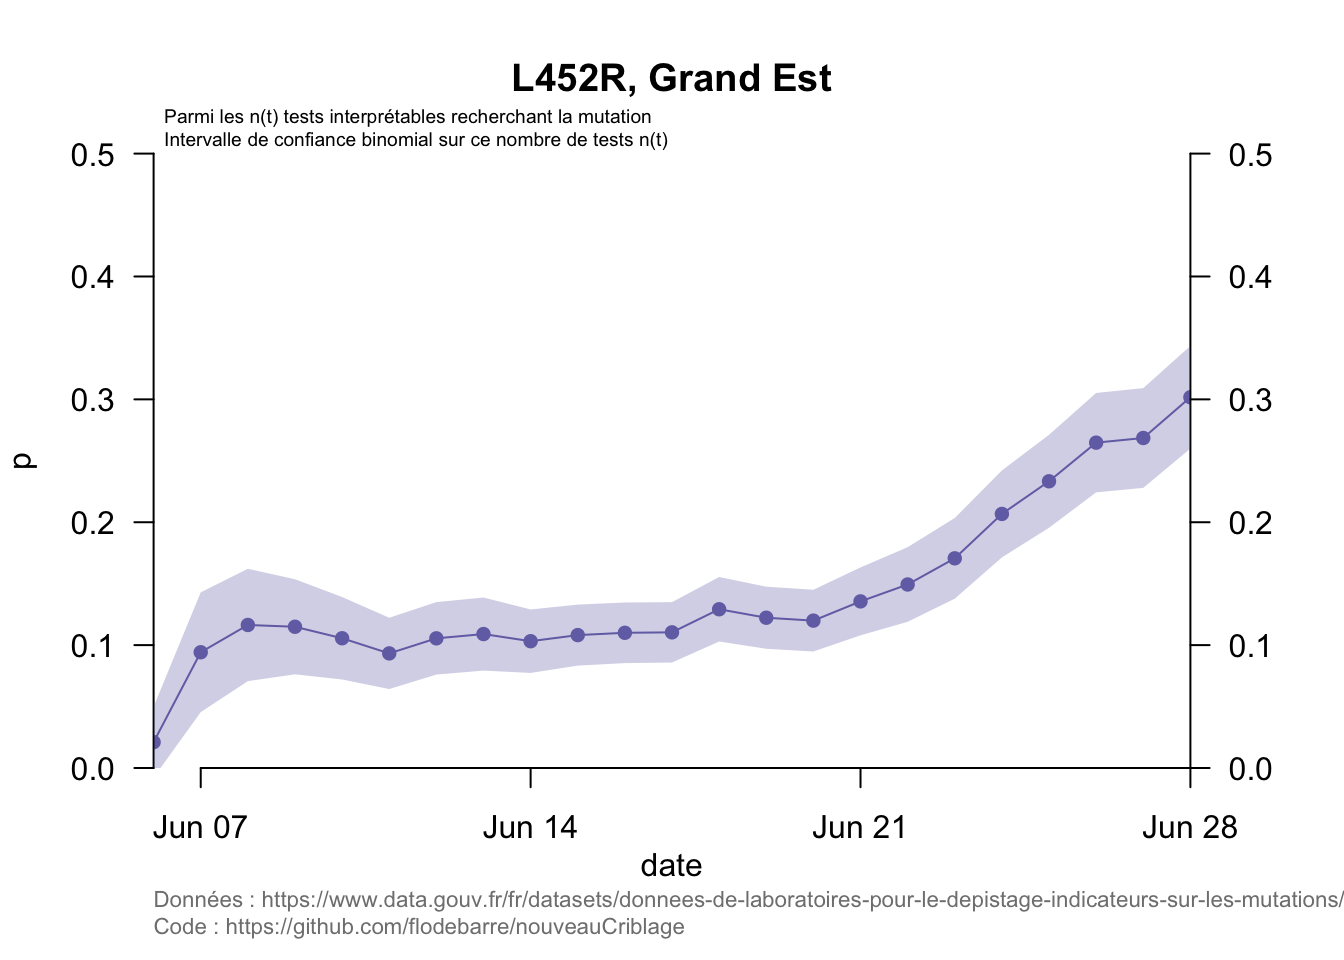 L452R, Grand Est
Parmi les n(t) tests interprétables recherchant la mutation
Intervalle de confiance binomial sur ce nombre de tests n(t)
0.5 0.5
0.4 0.4
0.3 0.3
p
0.2 0.2
0.1 0.1
0.0 0.0
Jun 07 Jun 14 Jun 21 Jun 28
date
Données : https://www.data.gouv.fr/fr/datasets/donnees-de-laboratoires-pour-le-depistage-indicateurs-sur-les-mutations/
Code : https://github.com/flodebarre/nouveauCriblage